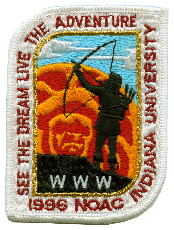 SEE THE DREAM LIVE THE ADVENTURE
WWW
1996 NOAC INDIANA UNIVERSITY